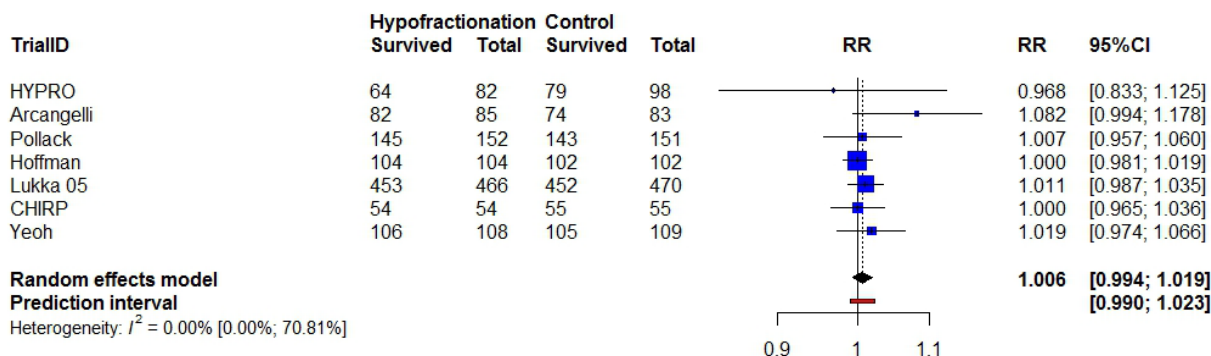 Hypofractionation Control
TrialID Survived Total Survived Total RR RR 95%CI
HYPRO 64 82 79 98 0.968 [0.833; 1.125]
Arcangelli 82 85 74 83 1.082 [0.994; 1.178]
Pollack 145 152 143 151 1.007 [0.957; 1.060]
Hoffman 104 104 102 102 1.000 [0.981; 1.019]
Lukka 05 453 466 452 470 1.011 [0.987; 1.035]
CHIRP 54 54 55 55 1.000 [0.965; 1.036]
Yeoh 106 108 105 109 1.019 [0.974; 1.066]
Random effects model 1.006 [0.994; 1.019]
Prediction interval [0.990; 1.023]
Heterogeneity: I² = 0.00% [0.00%; 70.81%]
0.9 1 1.1